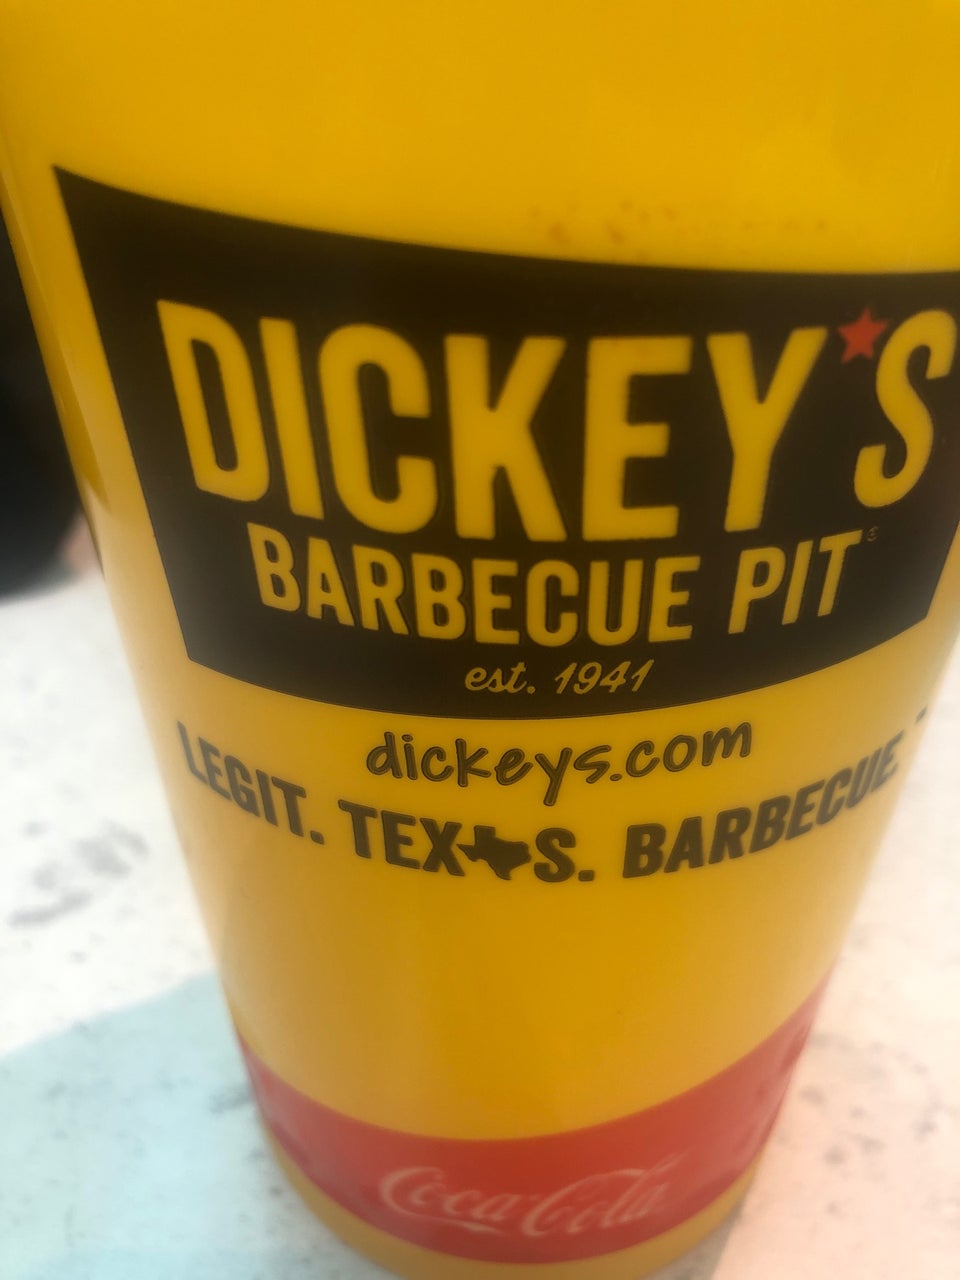 DICKEY'S
BARBECUE PIT®
est. 1941
dickeys.com
LEGIT. TEXAS. BARBECUE
Coca-Cola